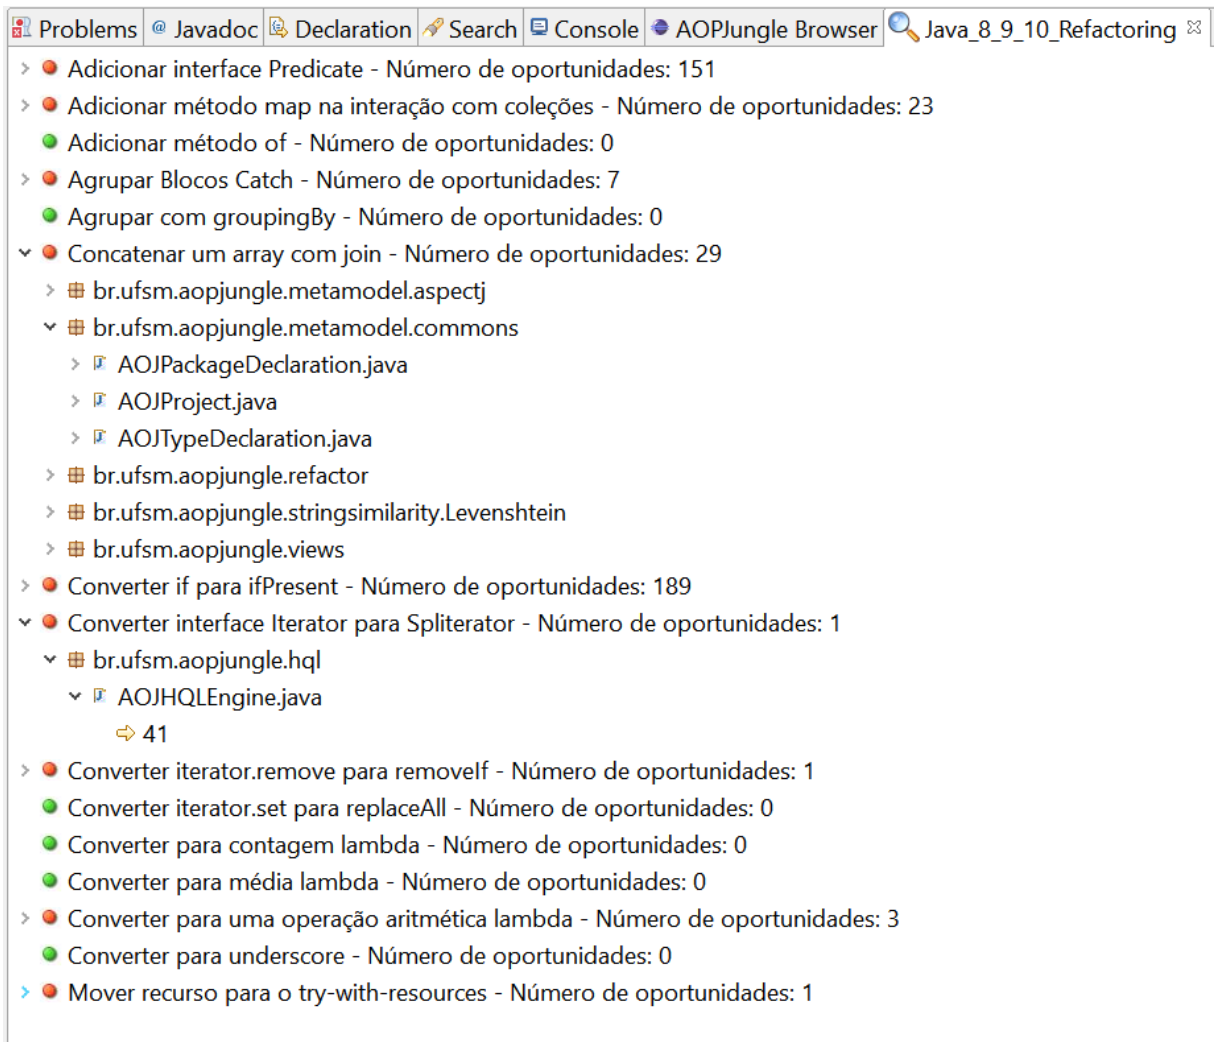 Problems @ Javadoc Declaration Search Console AOPJungle Browser Java_8_9_10_Refactoring
Adicionar interface Predicate - Número de oportunidades: 151
Adicionar método map na interação com coleções - Número de oportunidades: 23
Adicionar método of - Número de oportunidades: 0
Agrupar Blocos Catch - Número de oportunidades: 7
Agrupar com groupingBy - Número de oportunidades: 0
Concatenar um array com join - Número de oportunidades: 29
br.ufsm.aopjungle.metamodel.aspectj
br.ufsm.aopjungle.metamodel.commons
AOJPackageDeclaration.java
AOJProject.java
AOJTypeDeclaration.java
br.ufsm.aopjungle.refactor
br.ufsm.aopjungle.stringsimilarity.Levenshtein
br.ufsm.aopjungle.views
Converter if para ifPresent - Número de oportunidades: 189
Converter interface Iterator para Spliterator - Número de oportunidades: 1
br.ufsm.aopjungle.hql
AOJHQLEngine.java
41
Converter iterator.remove para removeIf - Número de oportunidades: 1
Converter iterator.set para replaceAll - Número de oportunidades: 0
Converter para contagem lambda - Número de oportunidades: 0
Converter para média lambda - Número de oportunidades: 0
Converter para uma operação aritmética lambda - Número de oportunidades: 3
Converter para underscore - Número de oportunidades: 0
Mover recurso para o try-with-resources - Número de oportunidades: 1